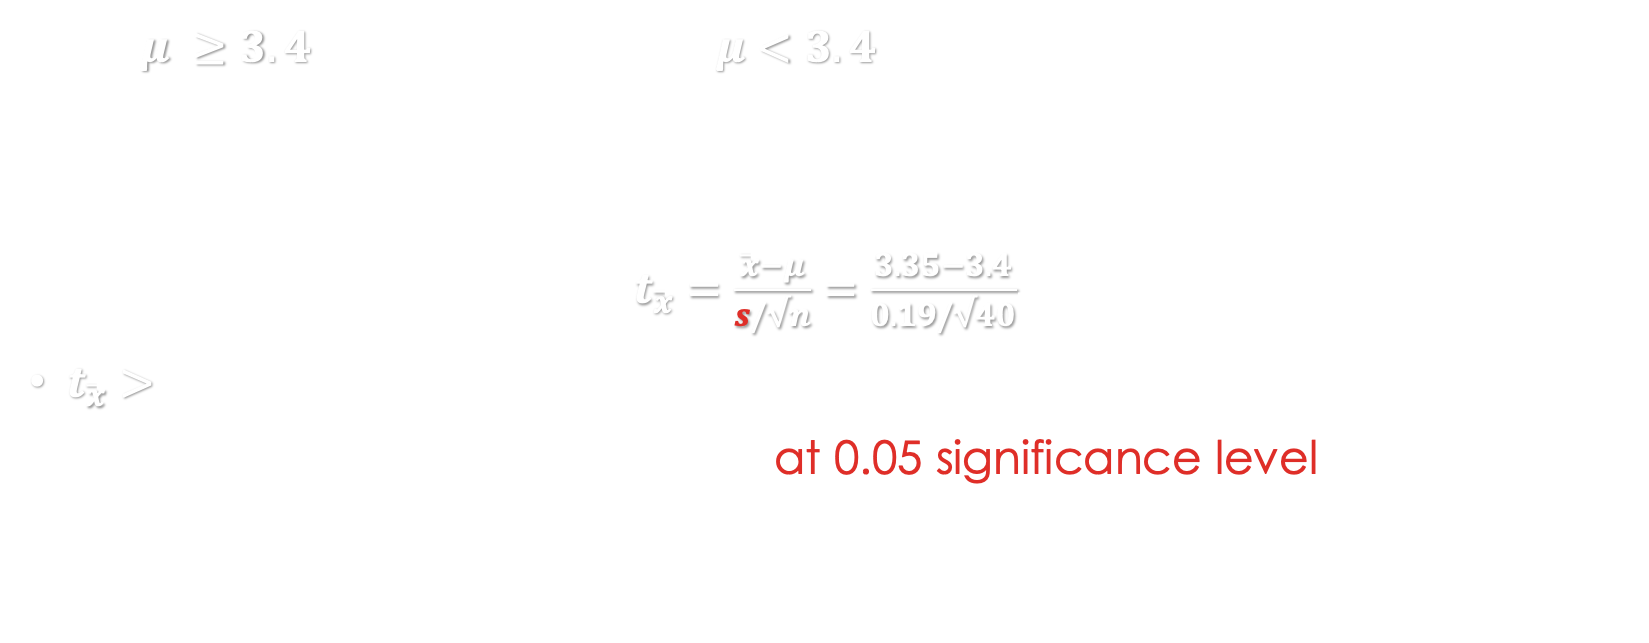 μ ≥ 3.4 μ < 3.4
t_x̄ = (x̄−μ)/(s/√n) = (3.35−3.4)/(0.19/√40)
• t_x̄ >
at 0.05 significance level